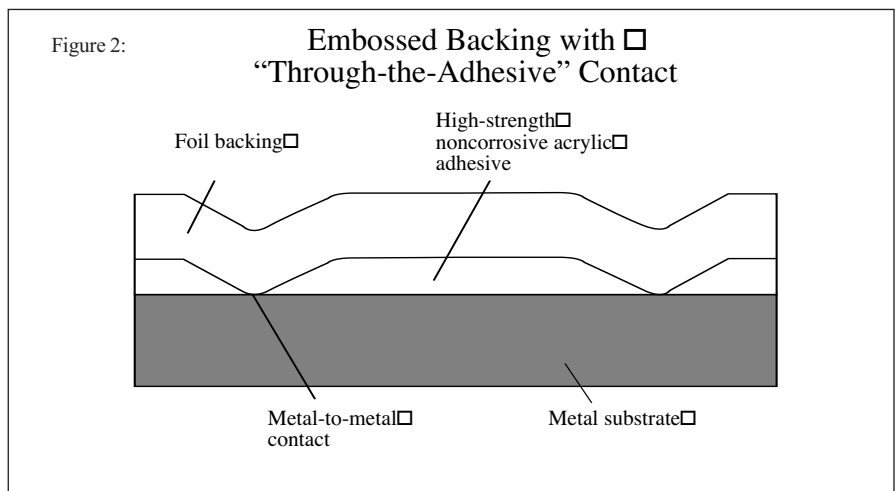 Figure 2:
Embossed Backing with □
“Through-the-Adhesive” Contact
Foil backing□
High-strength□
noncorrosive acrylic□
adhesive
Metal-to-metal□
contact
Metal substrate□